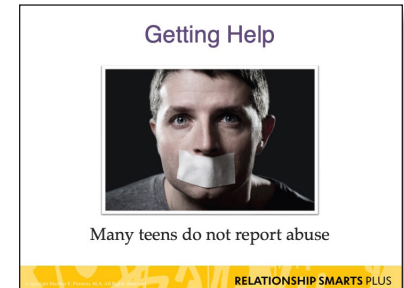 Getting Help
Many teens do not report abuse
RELATIONSHIP SMARTS PLUS